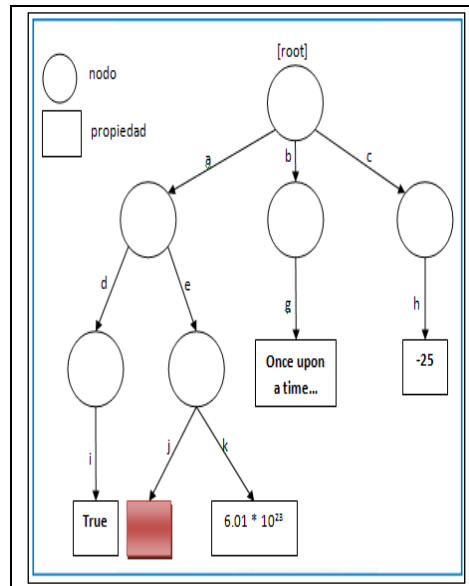 [root]
nodo
propiedad
a
b
c
d
e
g
h
Once upon
a time...
-25
i
j
k
True
6.01 * 10²³